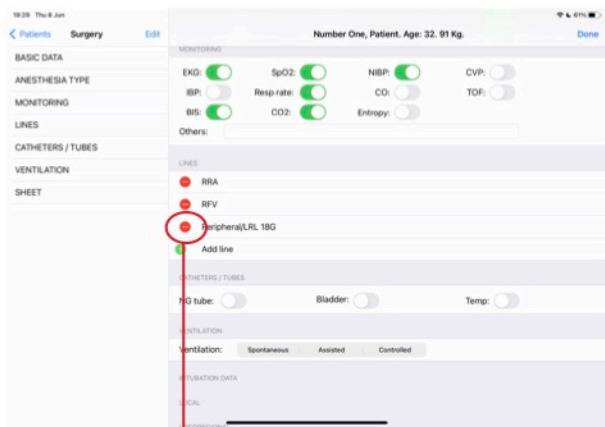 19:29 Thu 8 Jun
61%
Patients Surgery Edit
Number One, Patient. Age: 32. 91 Kg.
Done
BASIC DATA
ANESTHESIA TYPE
MONITORING
LINES
CATHETERS / TUBES
VENTILATION
SHEET
MONITORING
EKG: SpO2: NIBP: CVP:
IBP: Resp rate: CO: TOF:
BIS: CO2: Entropy:
Others:
LINES
RRA
RFV
Peripheral/LRL 18G
Add line
CATHETERS / TUBES
NG tube: Bladder: Temp:
VENTILATION
Ventilation: Spontaneous Assisted Controlled
INTUBATION DATA
LOCAL